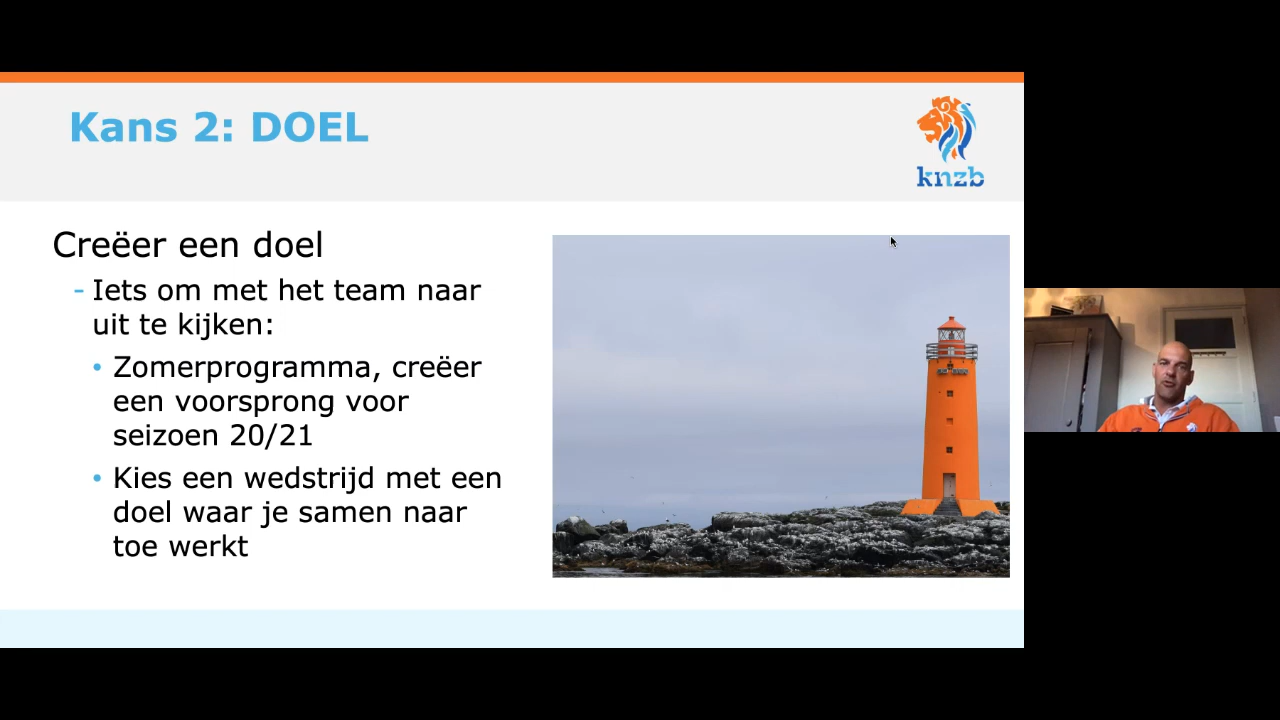 Kans 2: DOEL
knzb
Creëer een doel
- Iets om met het team naar
uit te kijken:
• Zomerprogramma, creëer
een voorsprong voor
seizoen 20/21
• Kies een wedstrijd met een
doel waar je samen naar
toe werkt